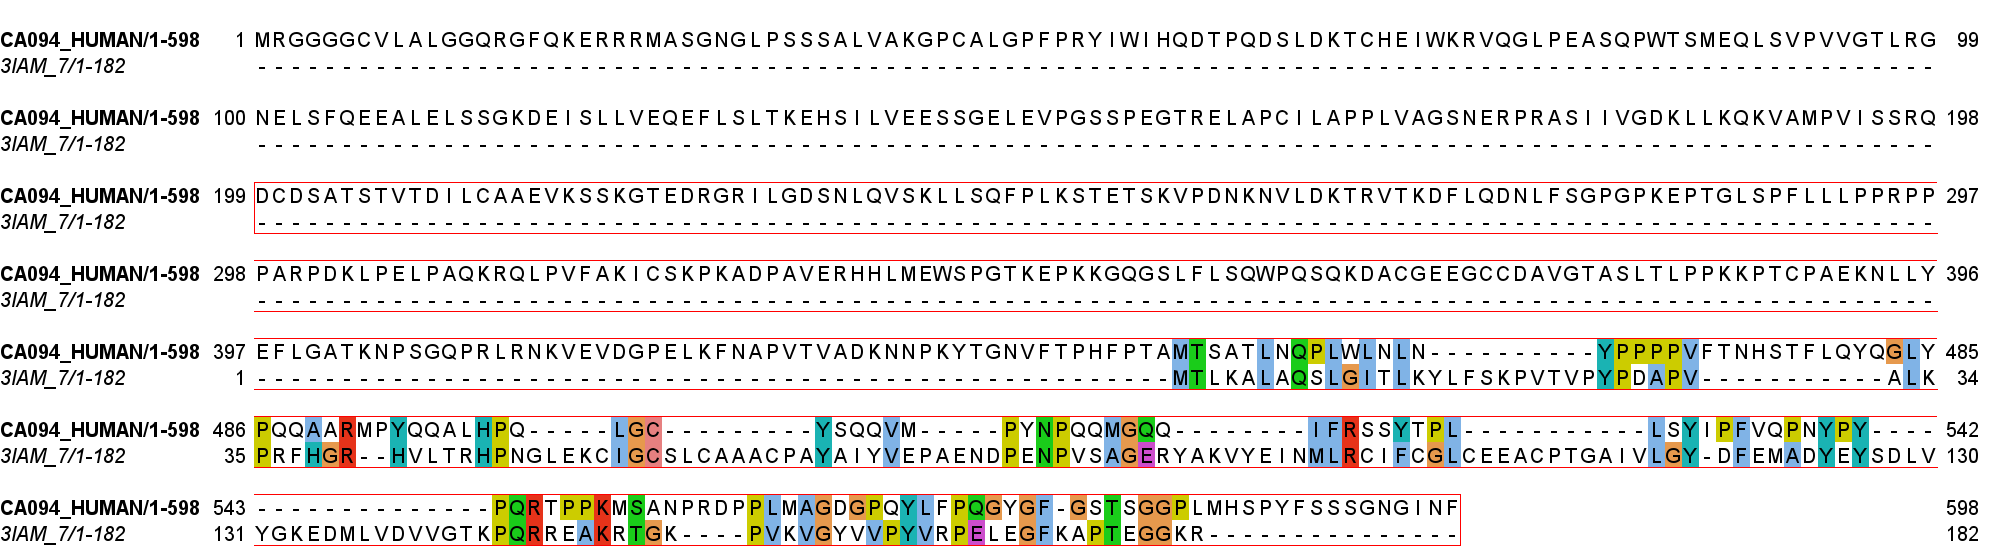 CA094_HUMAN/1-598 1 MRGGGGCVLALGGQRGFQKERRRMASGNGLPSSSALVAKGPCALGPFPRYIWIHQDTPQDSLDKTCHEIWKRVQGLPEASQPWTSMEQLSVPVVGTLRG 99
3IAM_7/1-182 ---------------------------------------------------------------------------------------------------
CA094_HUMAN/1-598 100 NELSFQEEALELSSGKDEISLLVEQEFLSLTKEHSILVEESSGELEVPGSSPEGTRELAPCILAPPLVAGSNERPRASIIVGDKLLKQKVAMPVISSRQ 198
3IAM_7/1-182 ---------------------------------------------------------------------------------------------------
CA094_HUMAN/1-598 199 DCDSATSTVTDILCAAEVKSSKGTEDRGRILGDSNLQVSKLLSQFPLKSTETSKVPDNKNVLDKTRVTKDFLQDNLFSGPGPKEPTGLSPFLLLPPRPP 297
3IAM_7/1-182 ---------------------------------------------------------------------------------------------------
CA094_HUMAN/1-598 298 PARPDKLPELPAQKRQLPVFAKICSKPKADPAVERHHLMEWSPGTKEPKKGQGSLFLSQWPQSQKDACGEEGCCDAVGTASLTLPPKKPTCPAEKNLLY 396
3IAM_7/1-182 ---------------------------------------------------------------------------------------------------
CA094_HUMAN/1-598 397 EFLGATKNPSGQPRLRNKVEVDGPELKFNAPVTVADKNNPKYTGNVFTPHFPTAMTSATLNQPLWLNLN----------YPPPPVFTNHSTFLQYQGLY 485
3IAM_7/1-182 1 ------------------------------------------------------MTLKALAQSLGITLKYLFSKPVTVPYPDAPV-----------ALK 34
CA094_HUMAN/1-598 486 PQQAARMPYQQALHPQ-----LGC---------YSQQVM-----PYNPQQMGQQ--------IFRSSYTPL-----------LSYIPFVQPNYPY---- 542
3IAM_7/1-182 35 PRFHGR--HVLTRHPNGLEKCIGCSLCAAACPAYAIYVEPAENDPENPVSAGERYAKVYEINMLRCIFCGLCEEACPTGAIVLGY-DFEMADYEYSDLV 130
CA094_HUMAN/1-598 543 --------------PQRTPPKMSANPRDPPLMAGDGPQYLFPQGYGF-GSTSGGPLMHSPYFSSSGNGINF 598
3IAM_7/1-182 131 YGKEDMLVDVVGTKPQRREAKRTGK----PVKVGYVVPYVRPELEGFKAPTEGGKR--------------- 182